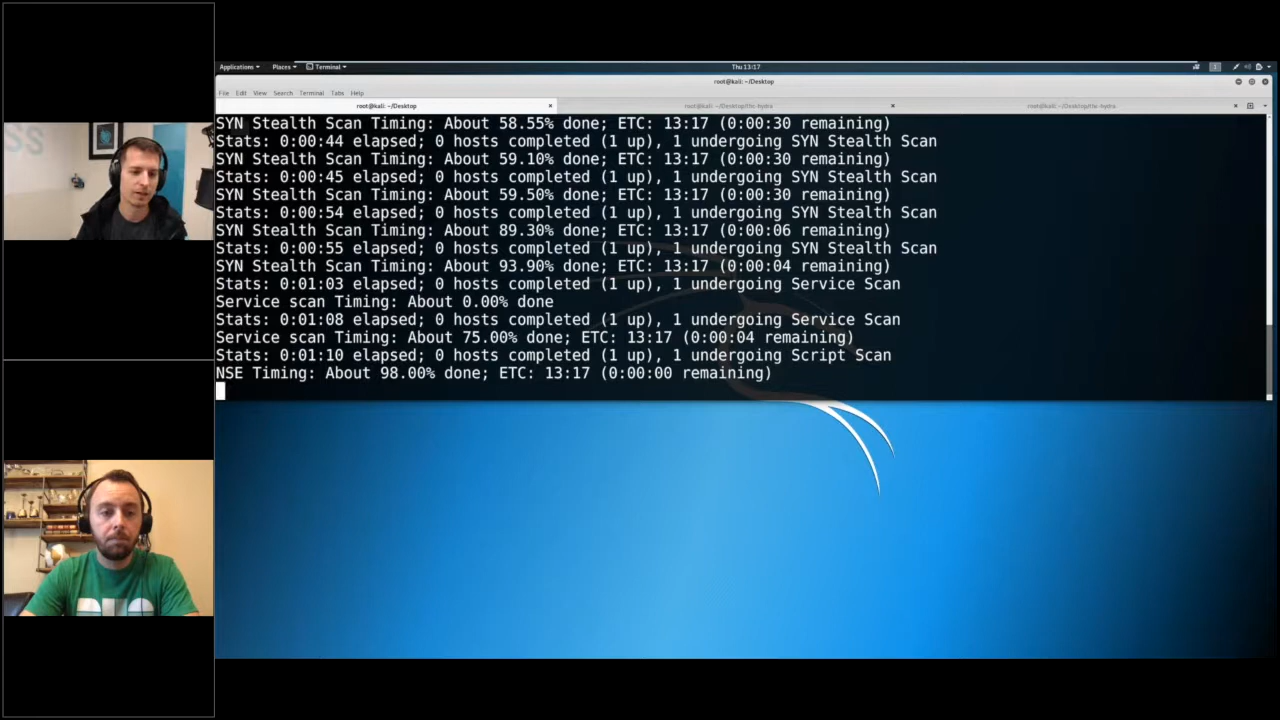 Applications
Places
Terminal
Thu 13:17
root@kali: ~/Desktop
File Edit View Search Terminal Tabs Help
root@kali: ~/Desktop
root@kali: ~/Desktop/thc-hydra
root@kali: ~/Desktop/thc-hydra
SYN Stealth Scan Timing: About 58.55% done; ETC: 13:17 (0:00:30 remaining)
Stats: 0:00:44 elapsed; 0 hosts completed (1 up), 1 undergoing SYN Stealth Scan
SYN Stealth Scan Timing: About 59.10% done; ETC: 13:17 (0:00:30 remaining)
Stats: 0:00:45 elapsed; 0 hosts completed (1 up), 1 undergoing SYN Stealth Scan
SYN Stealth Scan Timing: About 59.50% done; ETC: 13:17 (0:00:30 remaining)
Stats: 0:00:54 elapsed; 0 hosts completed (1 up), 1 undergoing SYN Stealth Scan
SYN Stealth Scan Timing: About 89.30% done; ETC: 13:17 (0:00:06 remaining)
Stats: 0:00:55 elapsed; 0 hosts completed (1 up), 1 undergoing SYN Stealth Scan
SYN Stealth Scan Timing: About 93.90% done; ETC: 13:17 (0:00:04 remaining)
Stats: 0:01:03 elapsed; 0 hosts completed (1 up), 1 undergoing Service Scan
Service scan Timing: About 0.00% done
Stats: 0:01:08 elapsed; 0 hosts completed (1 up), 1 undergoing Service Scan
Service scan Timing: About 75.00% done; ETC: 13:17 (0:00:04 remaining)
Stats: 0:01:10 elapsed; 0 hosts completed (1 up), 1 undergoing Script Scan
NSE Timing: About 98.00% done; ETC: 13:17 (0:00:00 remaining)